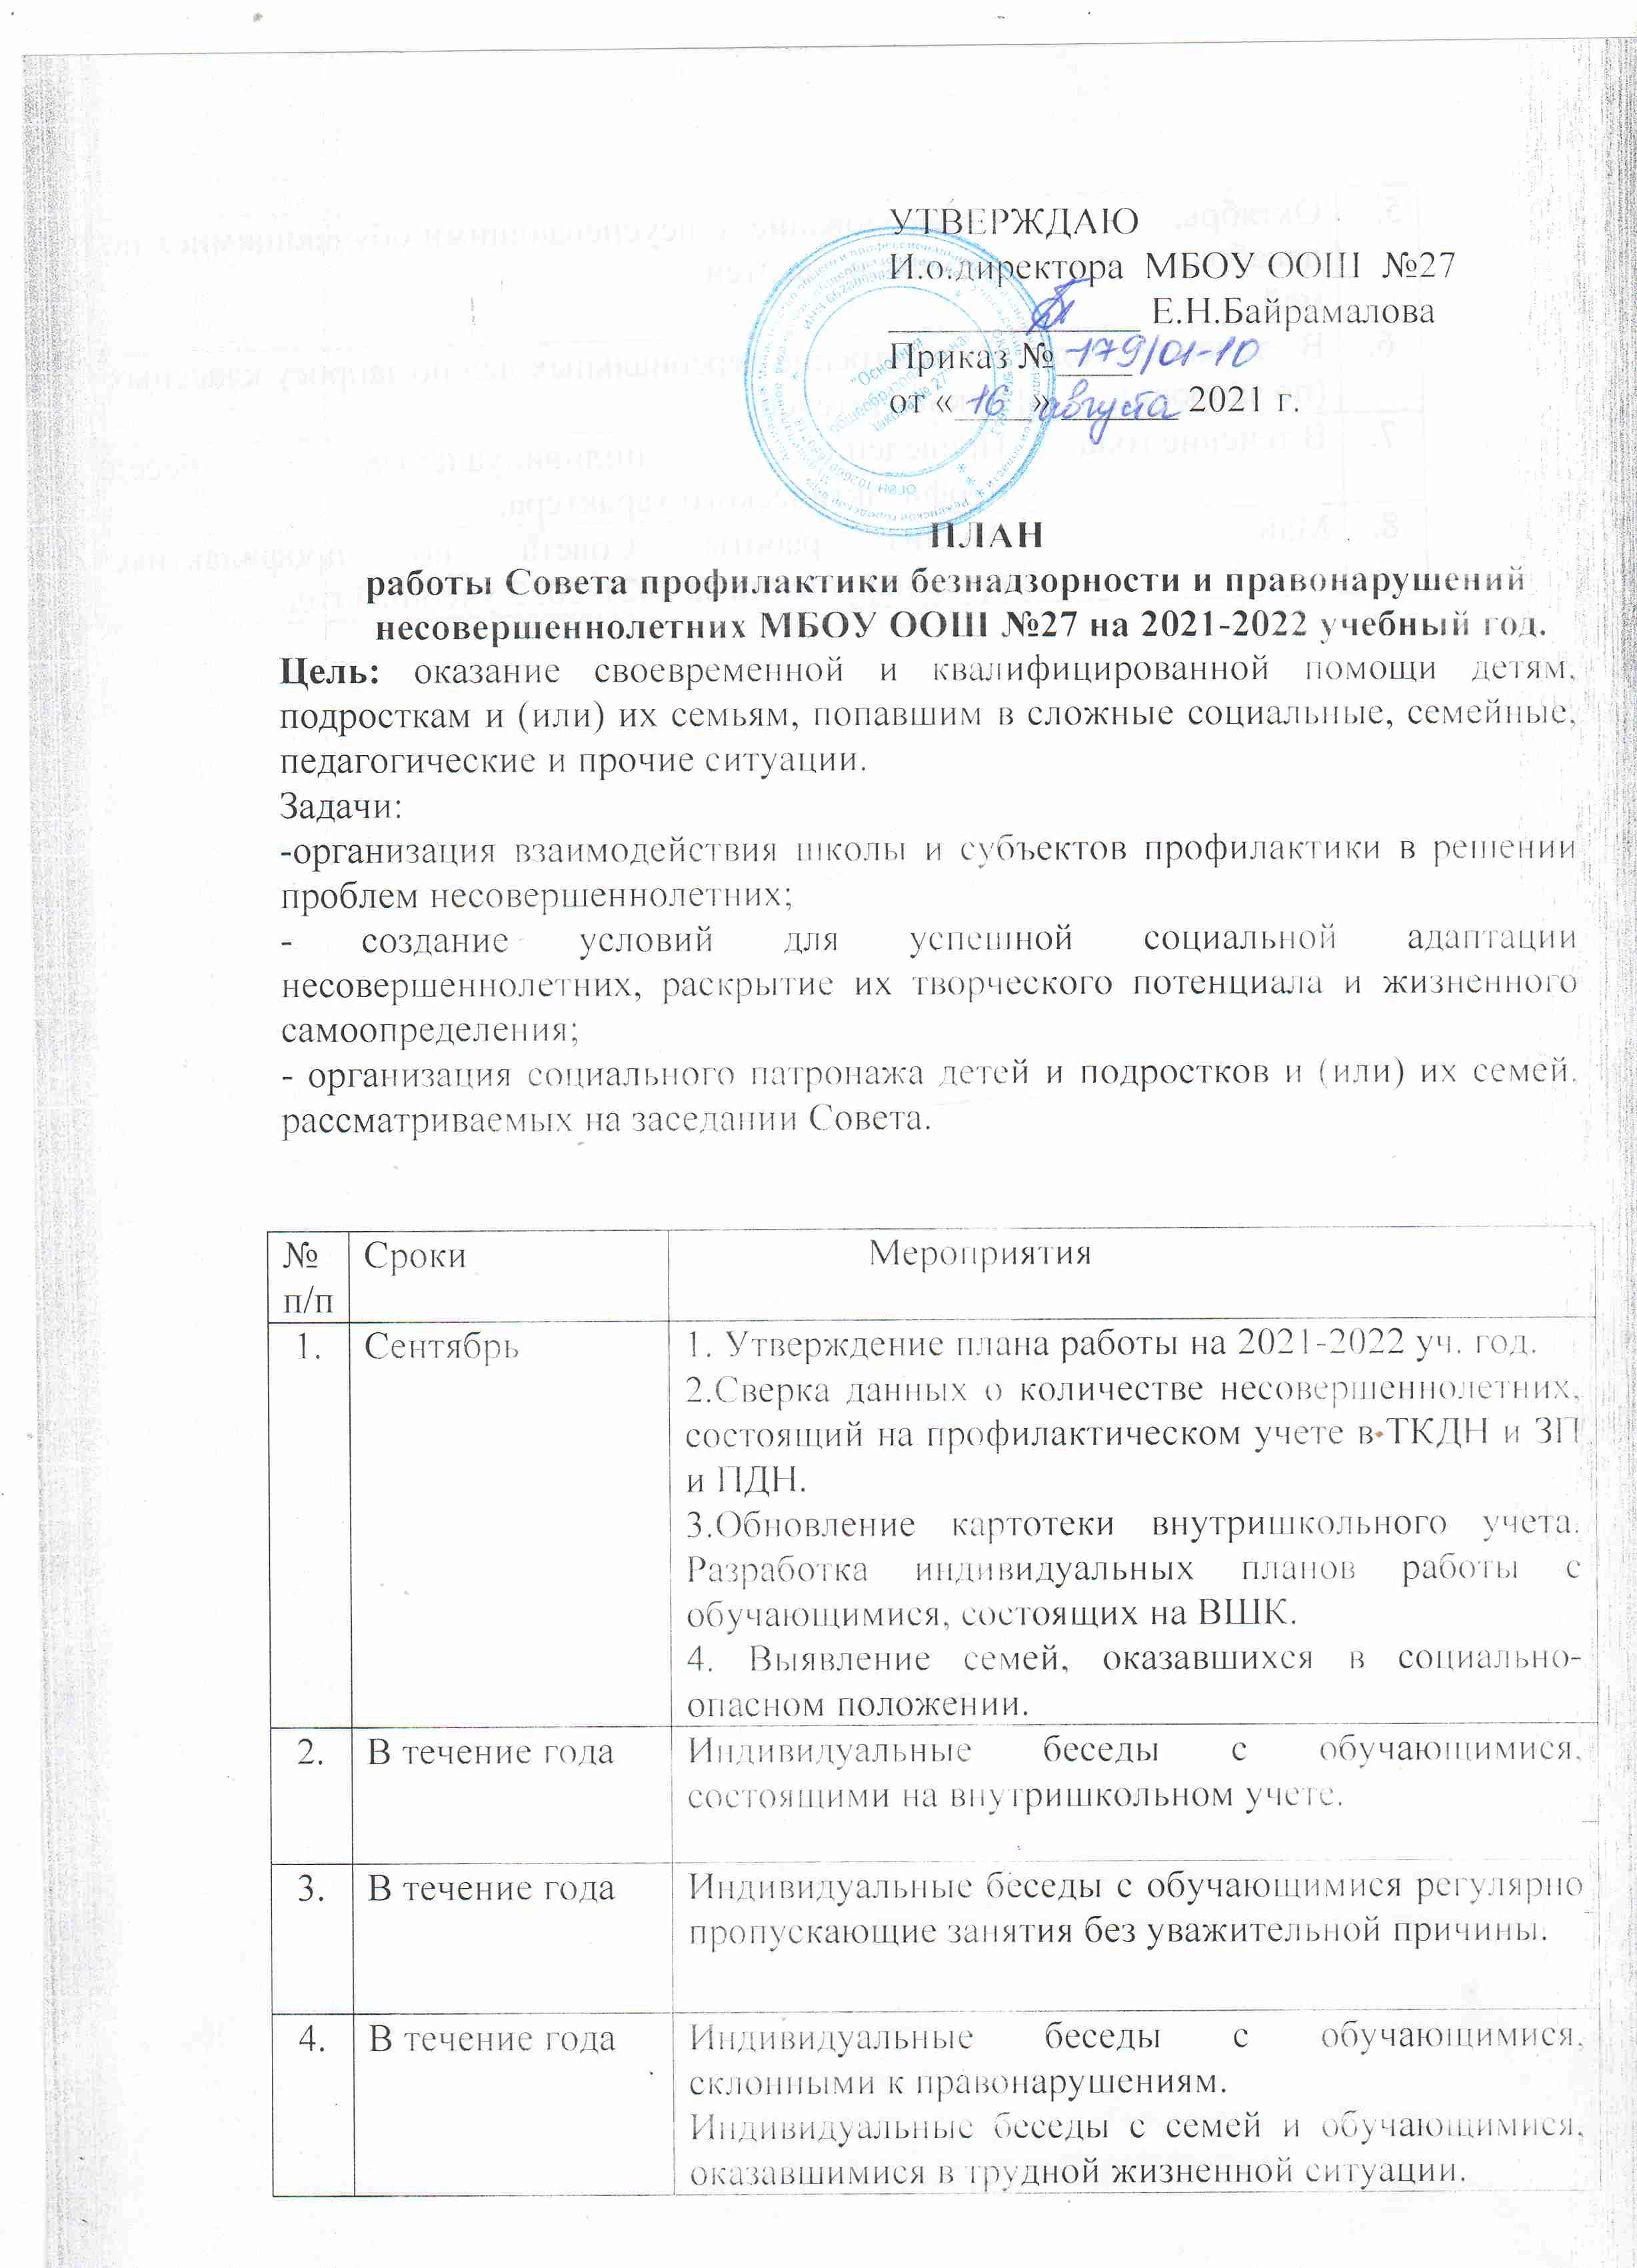 УТВЕРЖДАЮ
И.о.директора МБОУ ООШ №27
Е.Н.Байрамалова
Приказ № 179/01-10
от « 16 » августа 2021 г.
"Основная
общеобразовательная
школа № 27"
ПЛАН
работы Совета профилактики безнадзорности и правонарушений
несовершеннолетних МБОУ ООШ №27 на 2021-2022 учебный год.
Цель: оказание своевременной и квалифицированной помощи детям,
подросткам и (или) их семьям, попавшим в сложные социальные, семейные,
педагогические и прочие ситуации.
Задачи:
-организация взаимодействия школы и субъектов профилактики в решении
проблем несовершеннолетних;
- создание условий для успешной социальной адаптации
несовершеннолетних, раскрытие их творческого потенциала и жизненного
самоопределения;
- организация социального патронажа детей и подростков и (или) их семей,
рассматриваемых на заседании Совета.
№ Сроки Мероприятия
п/п
1. Сентябрь 1. Утверждение плана работы на 2021-2022 уч. год.
2.Сверка данных о количестве несовершеннолетних,
состоящий на профилактическом учете в ТКДН и ЗП
и ПДН.
3.Обновление картотеки внутришкольного учета.
Разработка индивидуальных планов работы с
обучающимися, состоящих на ВШК.
4. Выявление семей, оказавшихся в социально-
опасном положении.
2. В течение года Индивидуальные беседы с обучающимися,
состоящими на внутришкольном учете.
3. В течение года Индивидуальные беседы с обучающимися регулярно
пропускающие занятия без уважительной причины.
4. В течение года Индивидуальные беседы с обучающимися,
склонными к правонарушениям.
Индивидуальные беседы с семей и обучающимися,
оказавшимися в трудной жизненной ситуации.